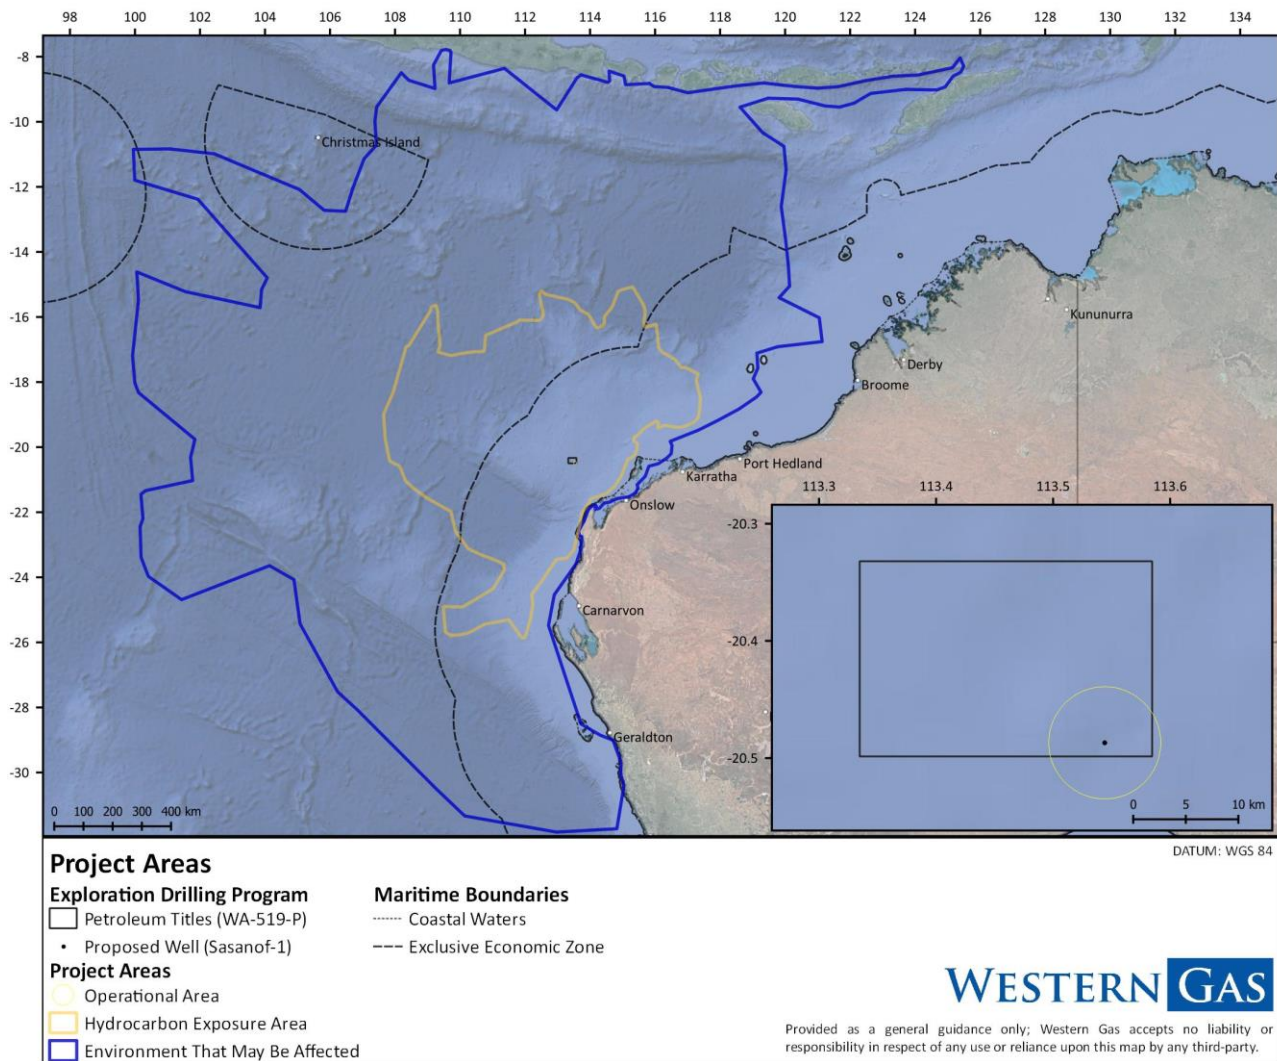 98 100 102 104 106 108 110 112 114 116 118 120 122 124 126 128 130 132 134
-8
-10
Christmas Island
-12
-14
-16
Kununurra
Derby
-18
Broome
-20
Port Hedland
Karratha
113.3 113.4 113.5 113.6
Onslow
-22
-20.3
-24
Carnarvon
-20.4
-26
-28
Geraldton
-20.5
-30
0 5 10 km
0 100 200 300 400 km
DATUM: WGS 84
Project Areas
Exploration Drilling Program
Petroleum Titles (WA-519-P)
Proposed Well (Sasanof-1)
Project Areas
Operational Area
Hydrocarbon Exposure Area
Environment That May Be Affected
Maritime Boundaries
Coastal Waters
Exclusive Economic Zone
WESTERN GAS
Provided as a general guidance only; Western Gas accepts no liability or
responsibility in respect of any use or reliance upon this map by any third-party.